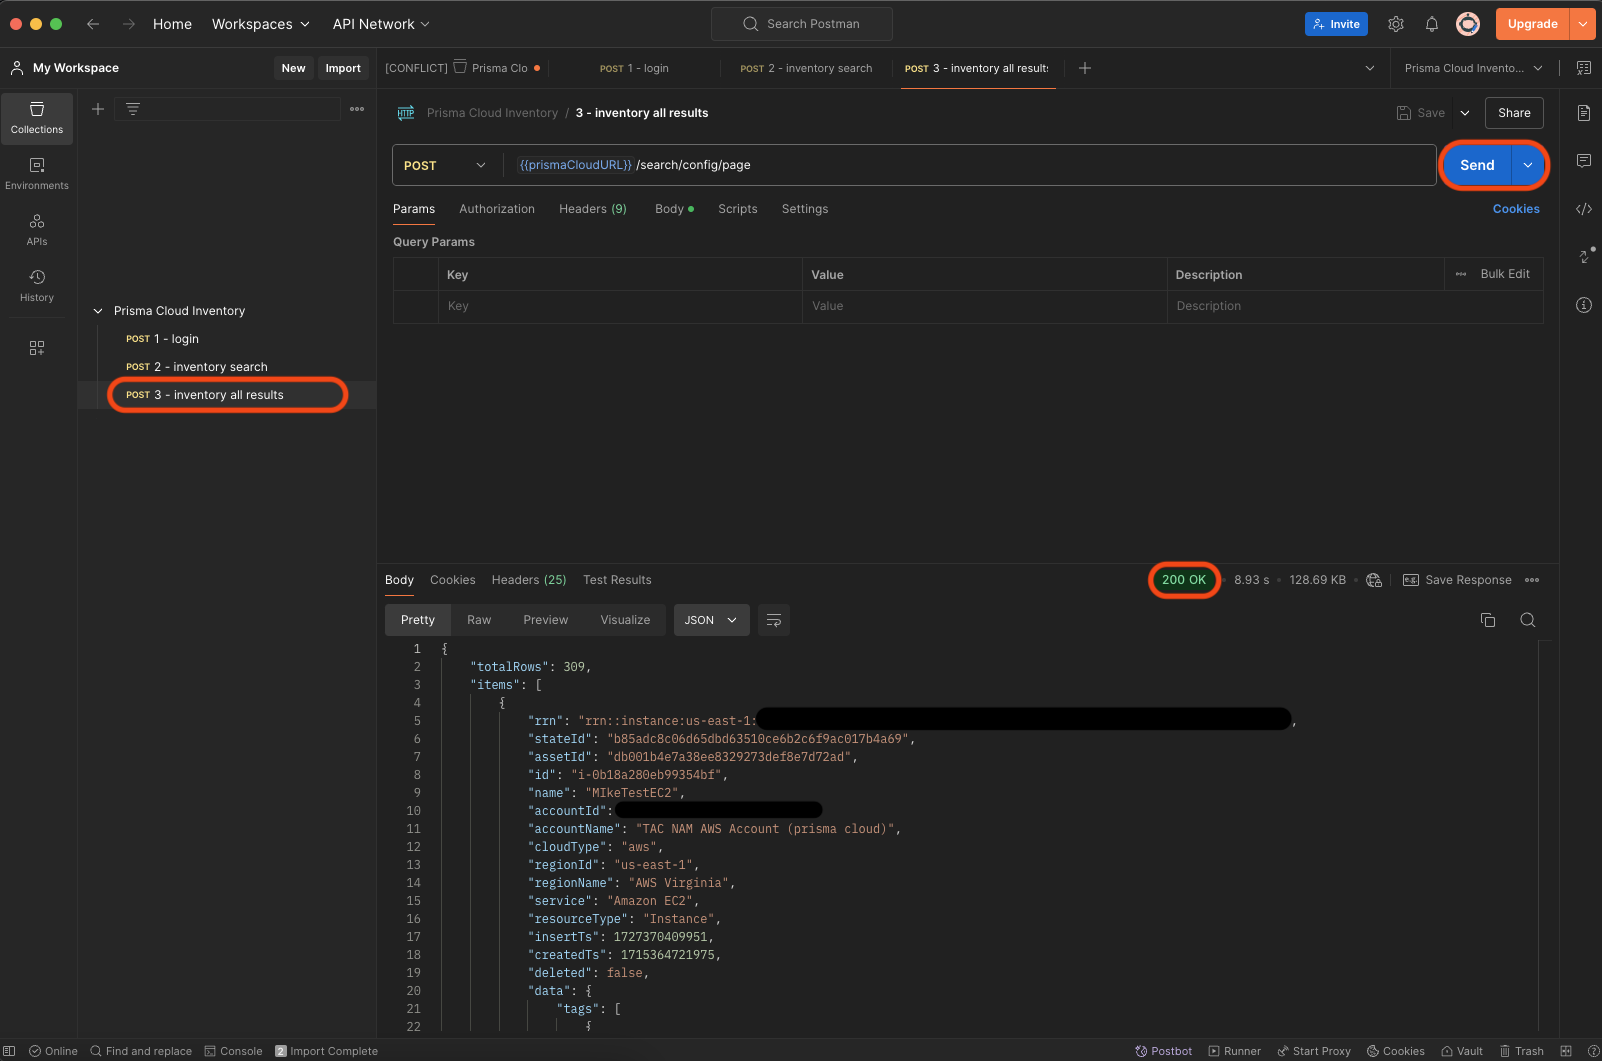 Home Workspaces API Network Search Postman Invite Upgrade
My Workspace New Import [CONFLICT] Prisma Clo POST 1 - login POST 2 - inventory search POST 3 - inventory all results Prisma Cloud Invento...
Collections
Environments
APIs
History
Prisma Cloud Inventory
POST 1 - login
POST 2 - inventory search
POST 3 - inventory all results
HTTP Prisma Cloud Inventory / 3 - inventory all results Save Share
POST {{prismaCloudURL}} /search/config/page Send
Params Authorization Headers (9) Body Scripts Settings Cookies
Query Params
Key Value Description Bulk Edit
Key Value Description
Body Cookies Headers (25) Test Results 200 OK 8.93 s 128.69 KB e.g. Save Response
Pretty Raw Preview Visualize JSON
1 {
2 "totalRows": 309,
3 "items": [
4 {
5 "rrn": "rrn::instance:us-east-1: ,
6 "stateId": "b85adc8c06d65dbd63510ce6b2c6f9ac017b4a69",
7 "assetId": "db001b4e7a38ee8329273def8e7d72ad",
8 "id": "i-0b18a280eb99354bf",
9 "name": "MIkeTestEC2",
10 "accountId":
11 "accountName": "TAC NAM AWS Account (prisma cloud)",
12 "cloudType": "aws",
13 "regionId": "us-east-1",
14 "regionName": "AWS Virginia",
15 "service": "Amazon EC2",
16 "resourceType": "Instance",
17 "insertTs": 1727370409951,
18 "createdTs": 1715364721975,
19 "deleted": false,
20 "data": {
21 "tags": [
22 {
Online Find and replace Console 2 Import Complete Postbot Runner Start Proxy Cookies Vault Trash